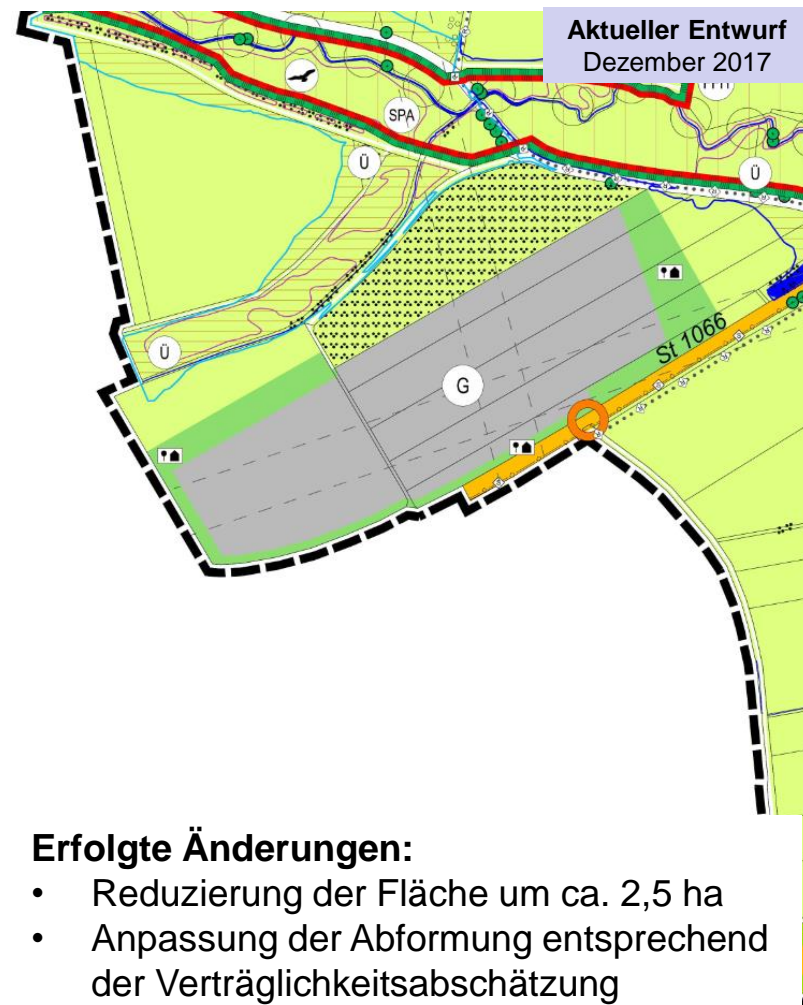 Aktueller Entwurf
Dezember 2017
SPA
Ü
Ü
St 1066
Ü
G
Erfolgte Änderungen:
• Reduzierung der Fläche um ca. 2,5 ha
• Anpassung der Abformung entsprechend
der Verträglichkeitsabschätzung